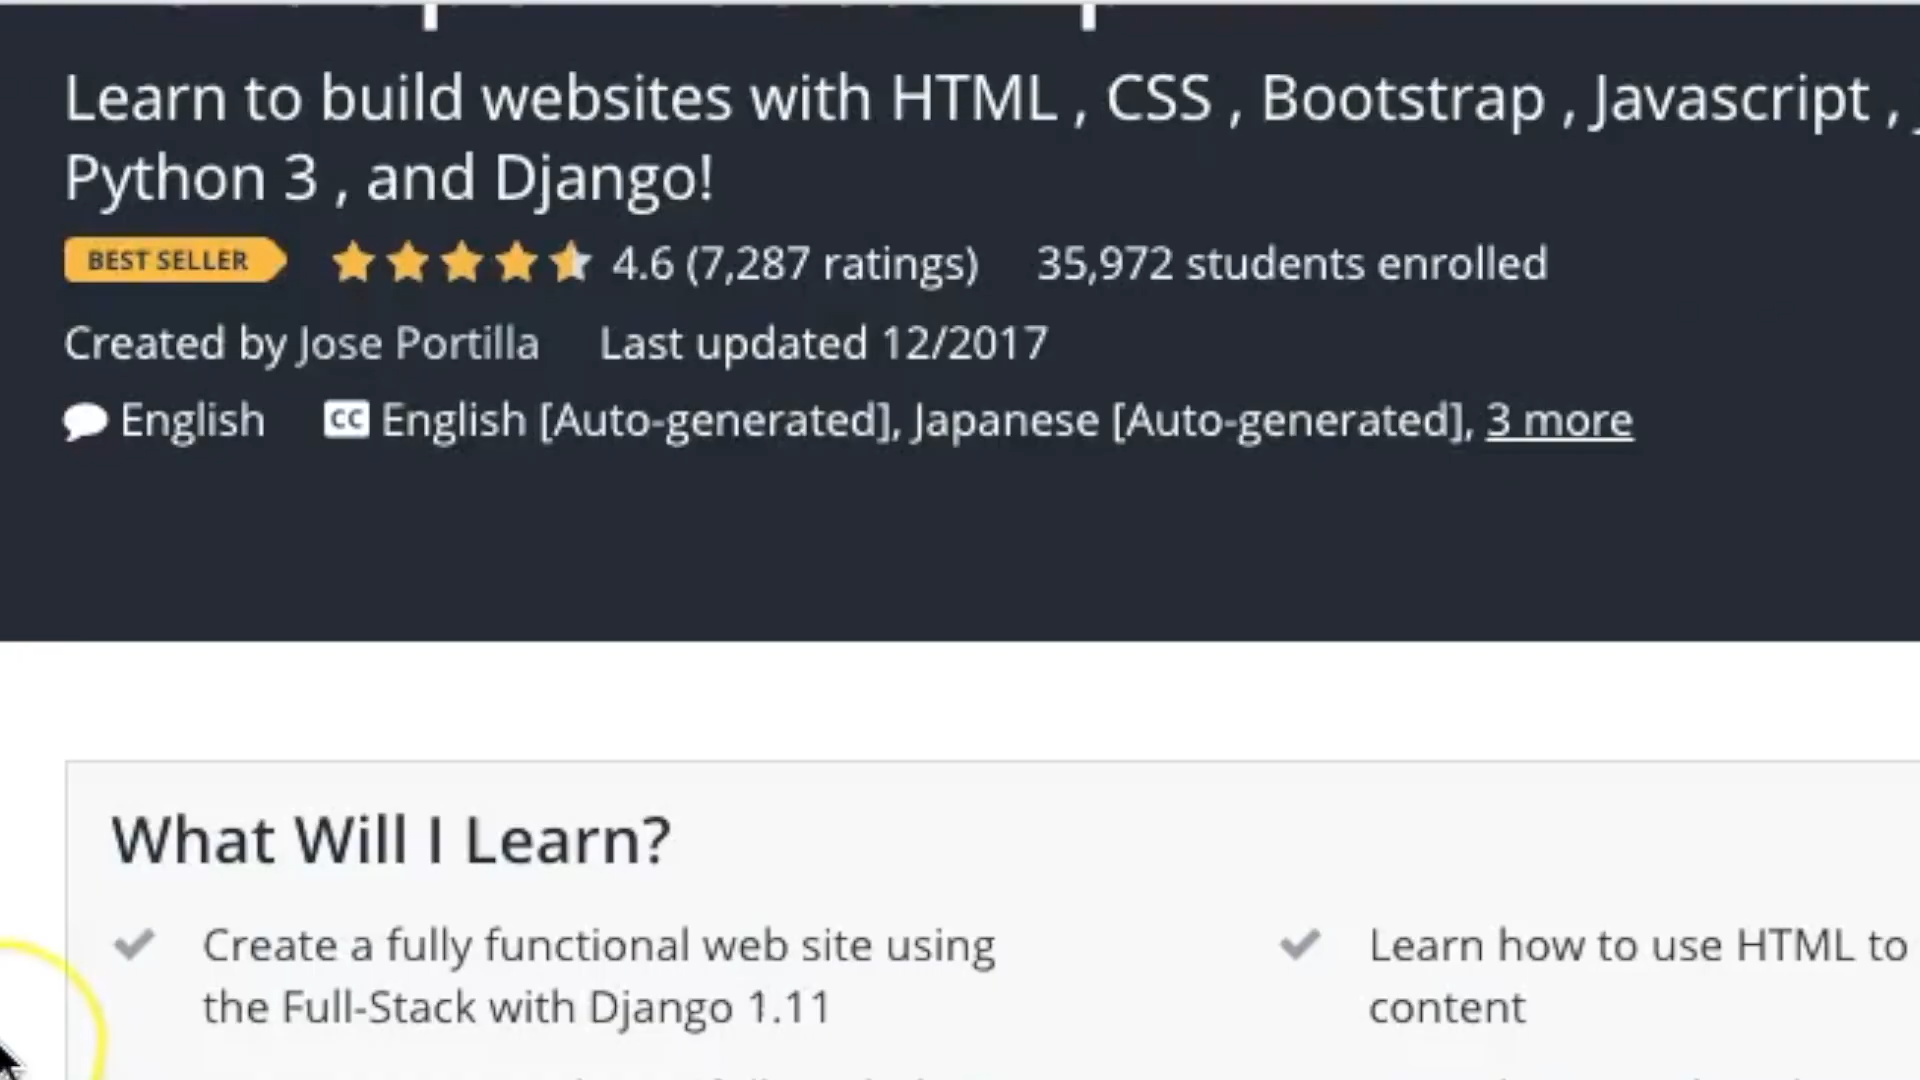 Learn to build websites with HTML , CSS , Bootstrap , Javascript ,
Python 3 , and Django!
BEST SELLER 4.6 (7,287 ratings) 35,972 students enrolled
Created by Jose Portilla Last updated 12/2017
English CC English [Auto-generated], Japanese [Auto-generated], 3 more
What Will I Learn?
Create a fully functional web site using
the Full-Stack with Django 1.11
Learn how to use HTML to
content